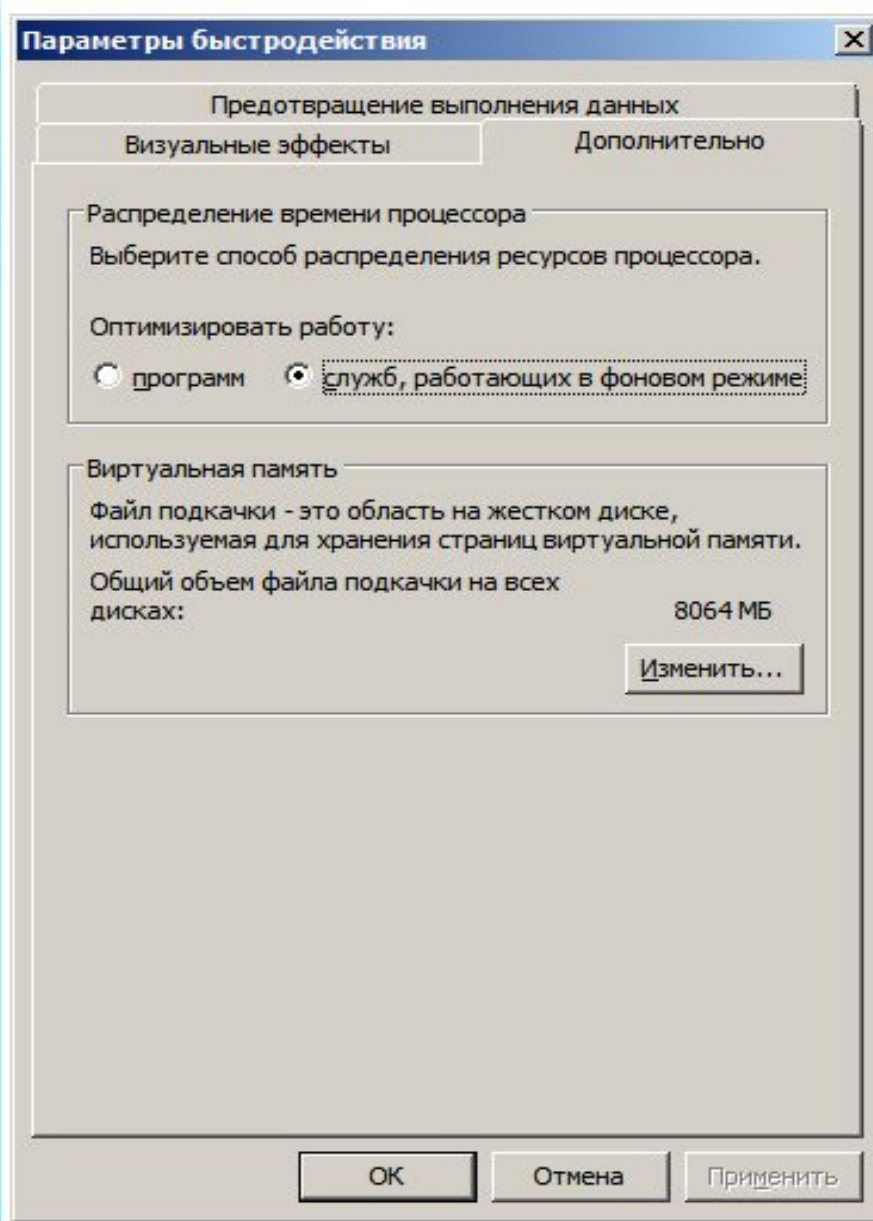 Параметры быстродействия
Предотвращение выполнения данных
Визуальные эффекты
Дополнительно
Распределение времени процессора
Выберите способ распределения ресурсов процессора.
Оптимизировать работу:
программ
служб, работающих в фоновом режиме
Виртуальная память
Файл подкачки - это область на жестком диске,
используемая для хранения страниц виртуальной памяти.
Общий объем файла подкачки на всех
дисках:
8064 МБ
Изменить...
ОК
Отмена
Применить